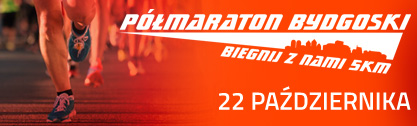 PÓŁMARATON BYDGOSKI
BIEGNIJ Z NAMI 5KM
22 PAŹDZIERNIKA